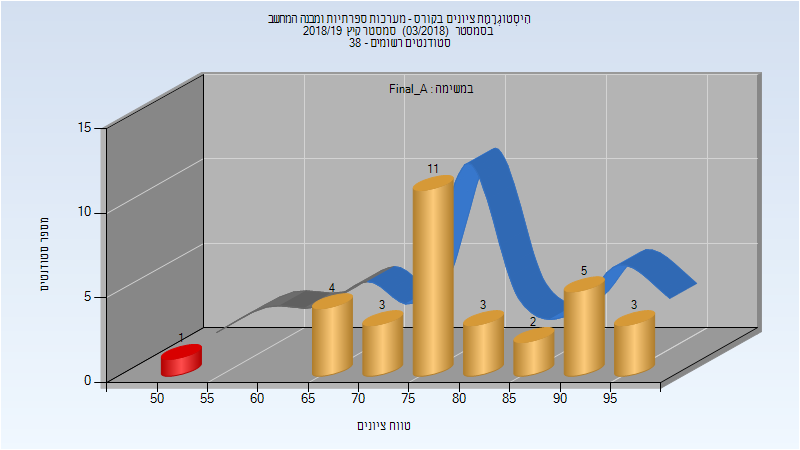 היסטוגרמת ציונים בקורס - מערכות ספרתיות ומבנה המחשב
בסמסטר (03/2018) סמסטר קיץ 2018/19
סטודנטים רשומים - 38
במשימה : Final_A
מספר סטודנטים
15
10
5
0
1
4
3
11
3
2
5
3
50 55 60 65 70 75 80 85 90 95
טווח ציונים